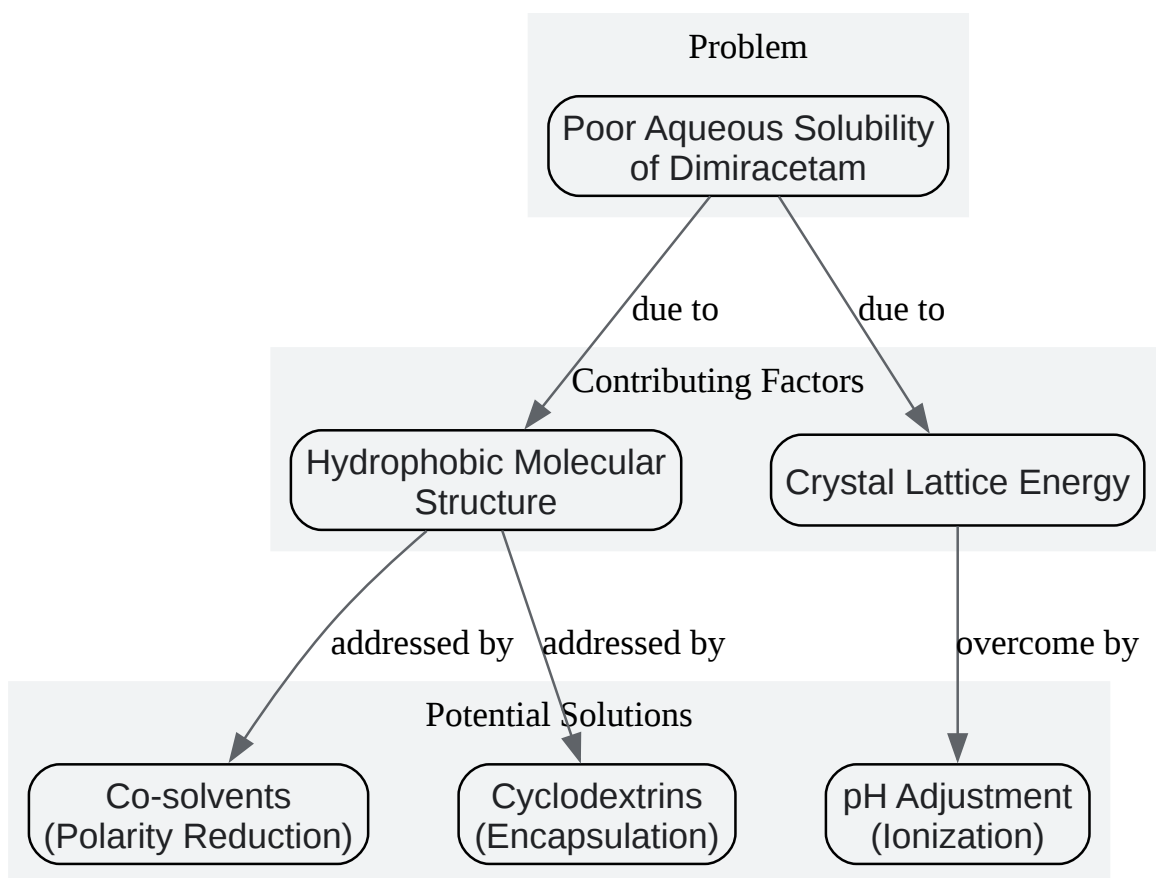 Problem
Poor Aqueous Solubility
of Dimiracetam
due to
due to
Contributing Factors
Hydrophobic Molecular
Structure
Crystal Lattice Energy
addressed by
addressed by
overcome by
Potential Solutions
Co-solvents
(Polarity Reduction)
Cyclodextrins
(Encapsulation)
pH Adjustment
(Ionization)